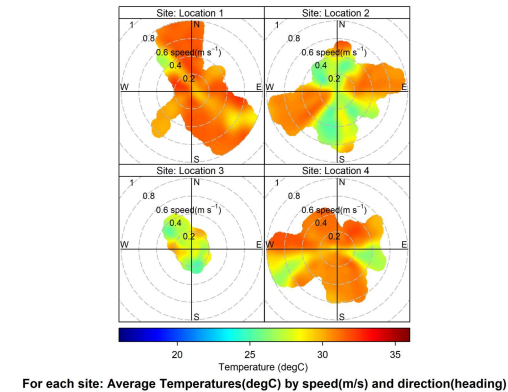 Site: Location 1
N
1
0.8
0.6 speed(m s⁻¹)
0.4
0.2
W
E
S
Site: Location 2
N
1
0.8
0.6 speed(m s⁻¹)
0.4
0.2
W
E
S
Site: Location 3
N
1
0.8
0.6 speed(m s⁻¹)
0.4
0.2
W
E
S
Site: Location 4
N
1
0.8
0.6 speed(m s⁻¹)
0.4
0.2
W
E
S
20 25 30 35
Temperature (degC)
For each site: Average Temperatures(degC) by speed(m/s) and direction(heading)